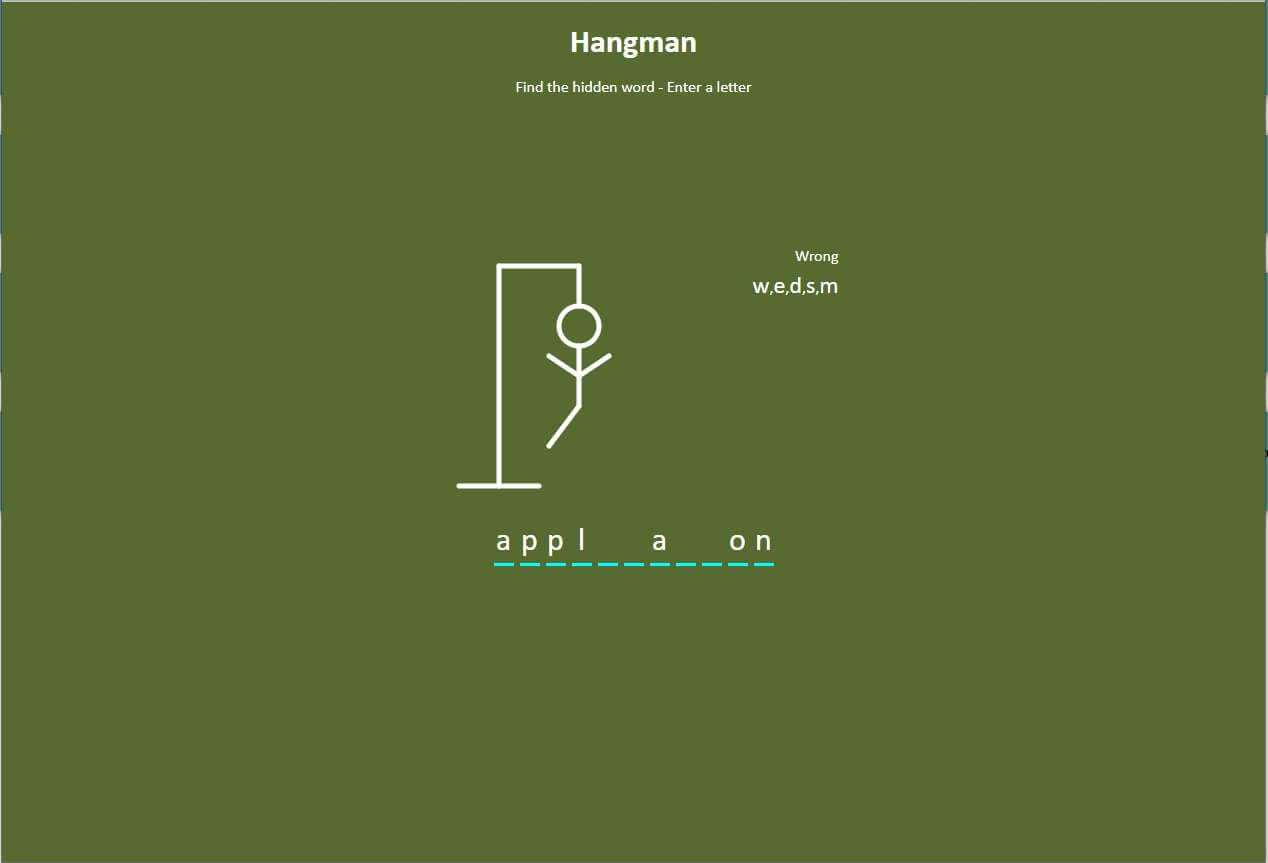 Hangman
Find the hidden word - Enter a letter
Wrong
w,e,d,s,m
a p p l _ _ a _ _ o n